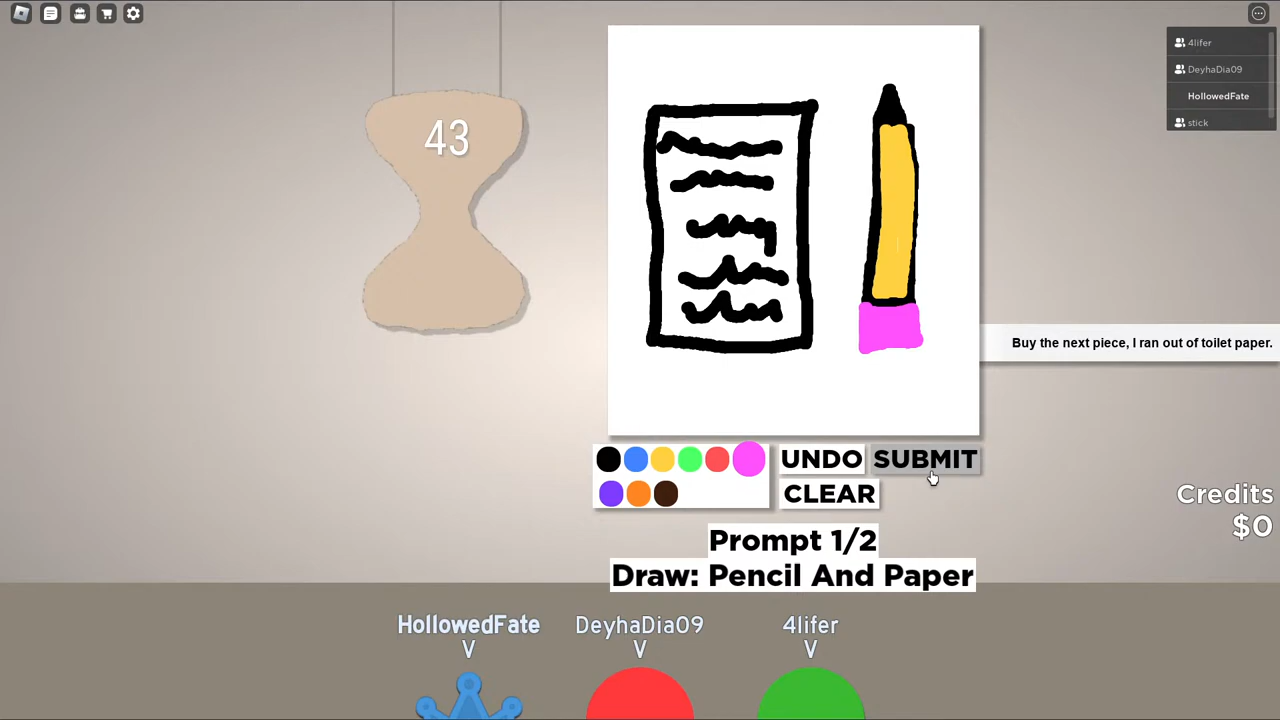 43
4lifer
DeyhaDia09
HollowedFate
stick
Buy the next piece, I ran out of toilet paper.
UNDO
SUBMIT
CLEAR
Credits
$0
Prompt 1/2
Draw: Pencil And Paper
HollowedFate
V
DeyhaDia09
V
4lifer
V